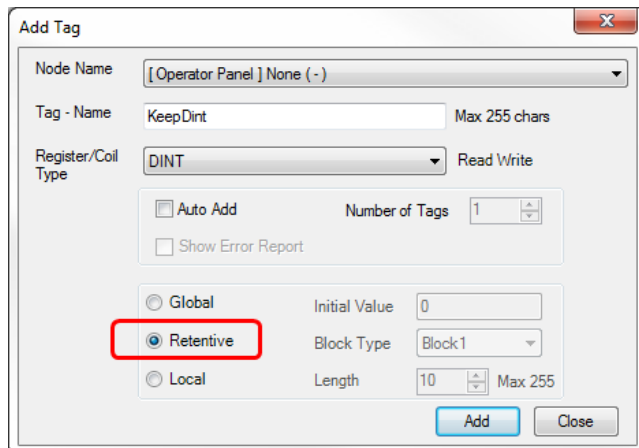 Add Tag
Node Name [ Operator Panel ] None ( - )
Tag - Name KeepDint Max 255 chars
Register/Coil Type DINT Read Write
Auto Add Number of Tags 1
Show Error Report
Global Initial Value 0
Retentive Block Type Block1
Local Length 10 Max 255
Add Close